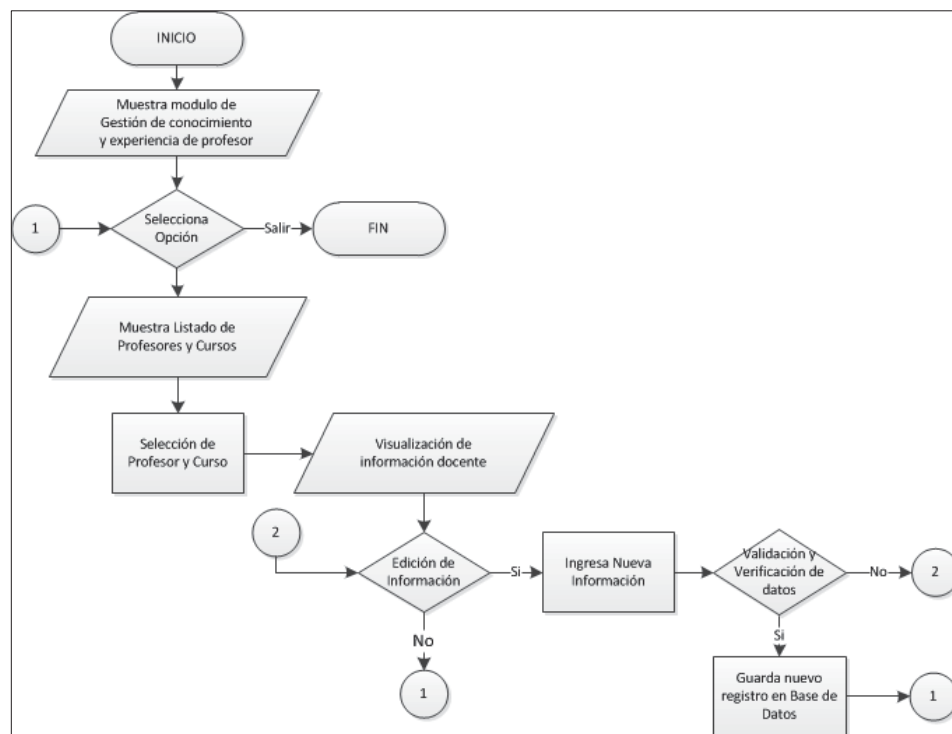 INICIO
Muestra modulo de
Gestión de conocimiento
y experiencia de profesor
1
Selecciona
Opción
Salir
FIN
Muestra Listado de
Profesores y Cursos
Selección de
Profesor y Curso
Visualización de
información docente
2
Edición de
Información
Si
Ingresa Nueva
Información
Validación y
Verificación de
datos
No
2
No
1
Si
Guarda nuevo
registro en Base de
Datos
1